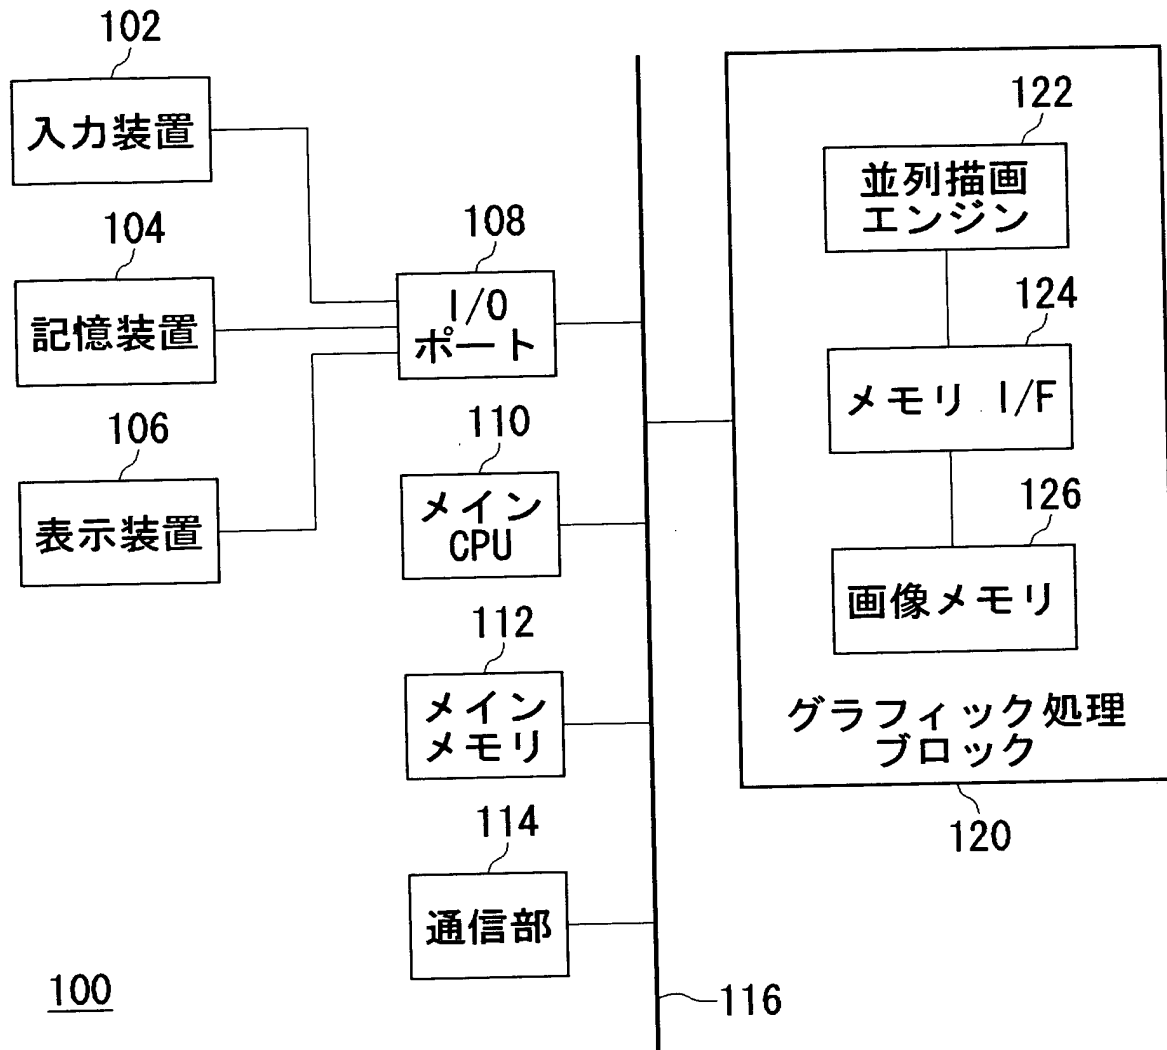 102
入力装置
104
記憶装置
106
表示装置
108
I/O
ポート
110
メイン
CPU
112
メイン
メモリ
114
通信部
116
122
並列描画
エンジン
124
メモリ I/F
126
画像メモリ
グラフィック処理
ブロック
120
100